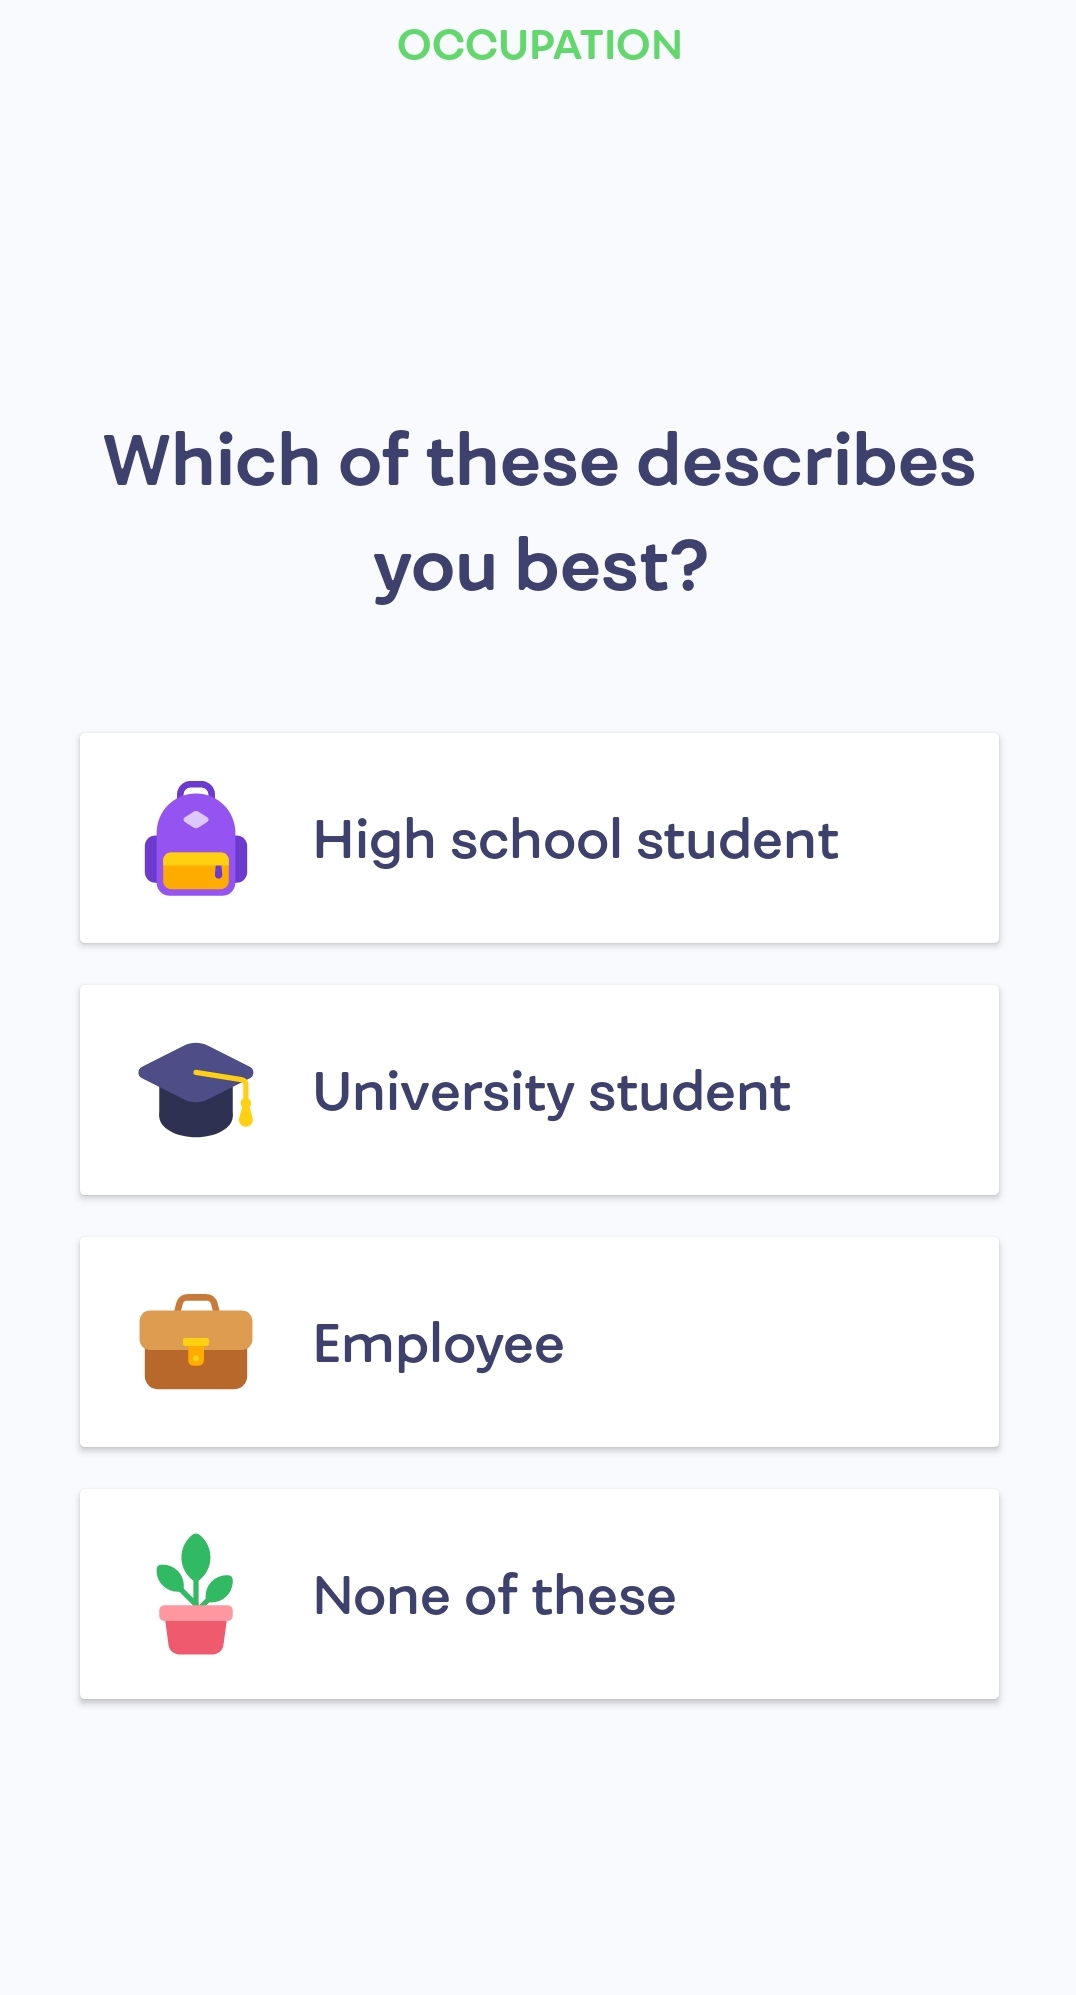 OCCUPATION
Which of these describes
you best?
High school student
University student
Employee
None of these